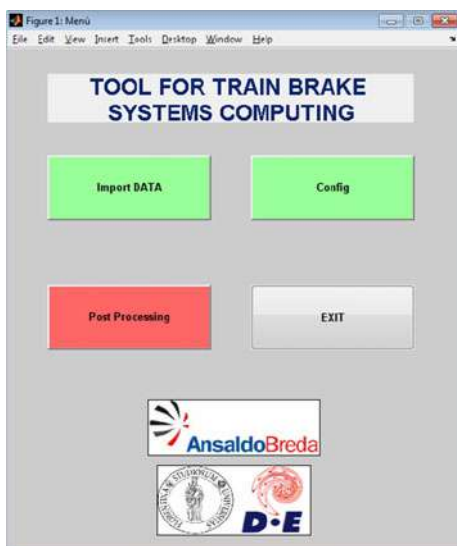 Figure 1: Menú
File Edit View Insert Tools Desktop Window Help
TOOL FOR TRAIN BRAKE
SYSTEMS COMPUTING
Import DATA
Config
Post Processing
EXIT
AnsaldoBreda
D•E